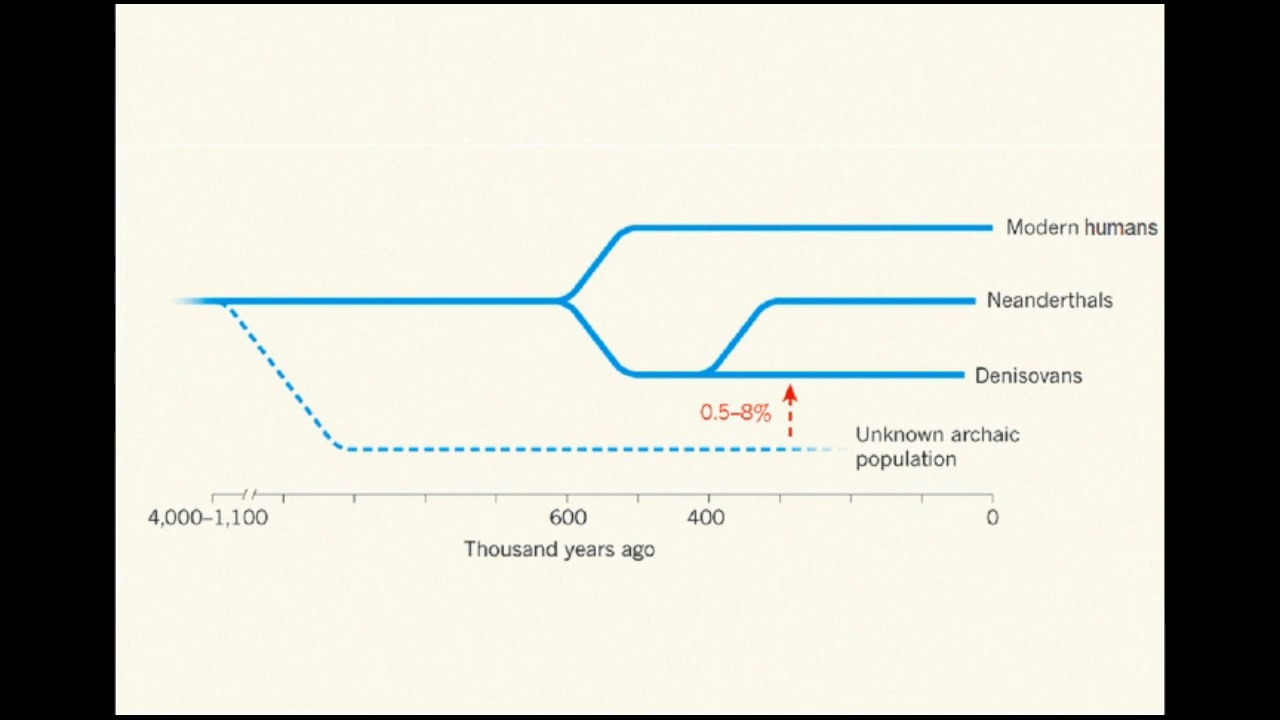 Modern humans
Neanderthals
Denisovans
0.5–8%
Unknown archaic
population
4,000–1,100
600
400
0
Thousand years ago